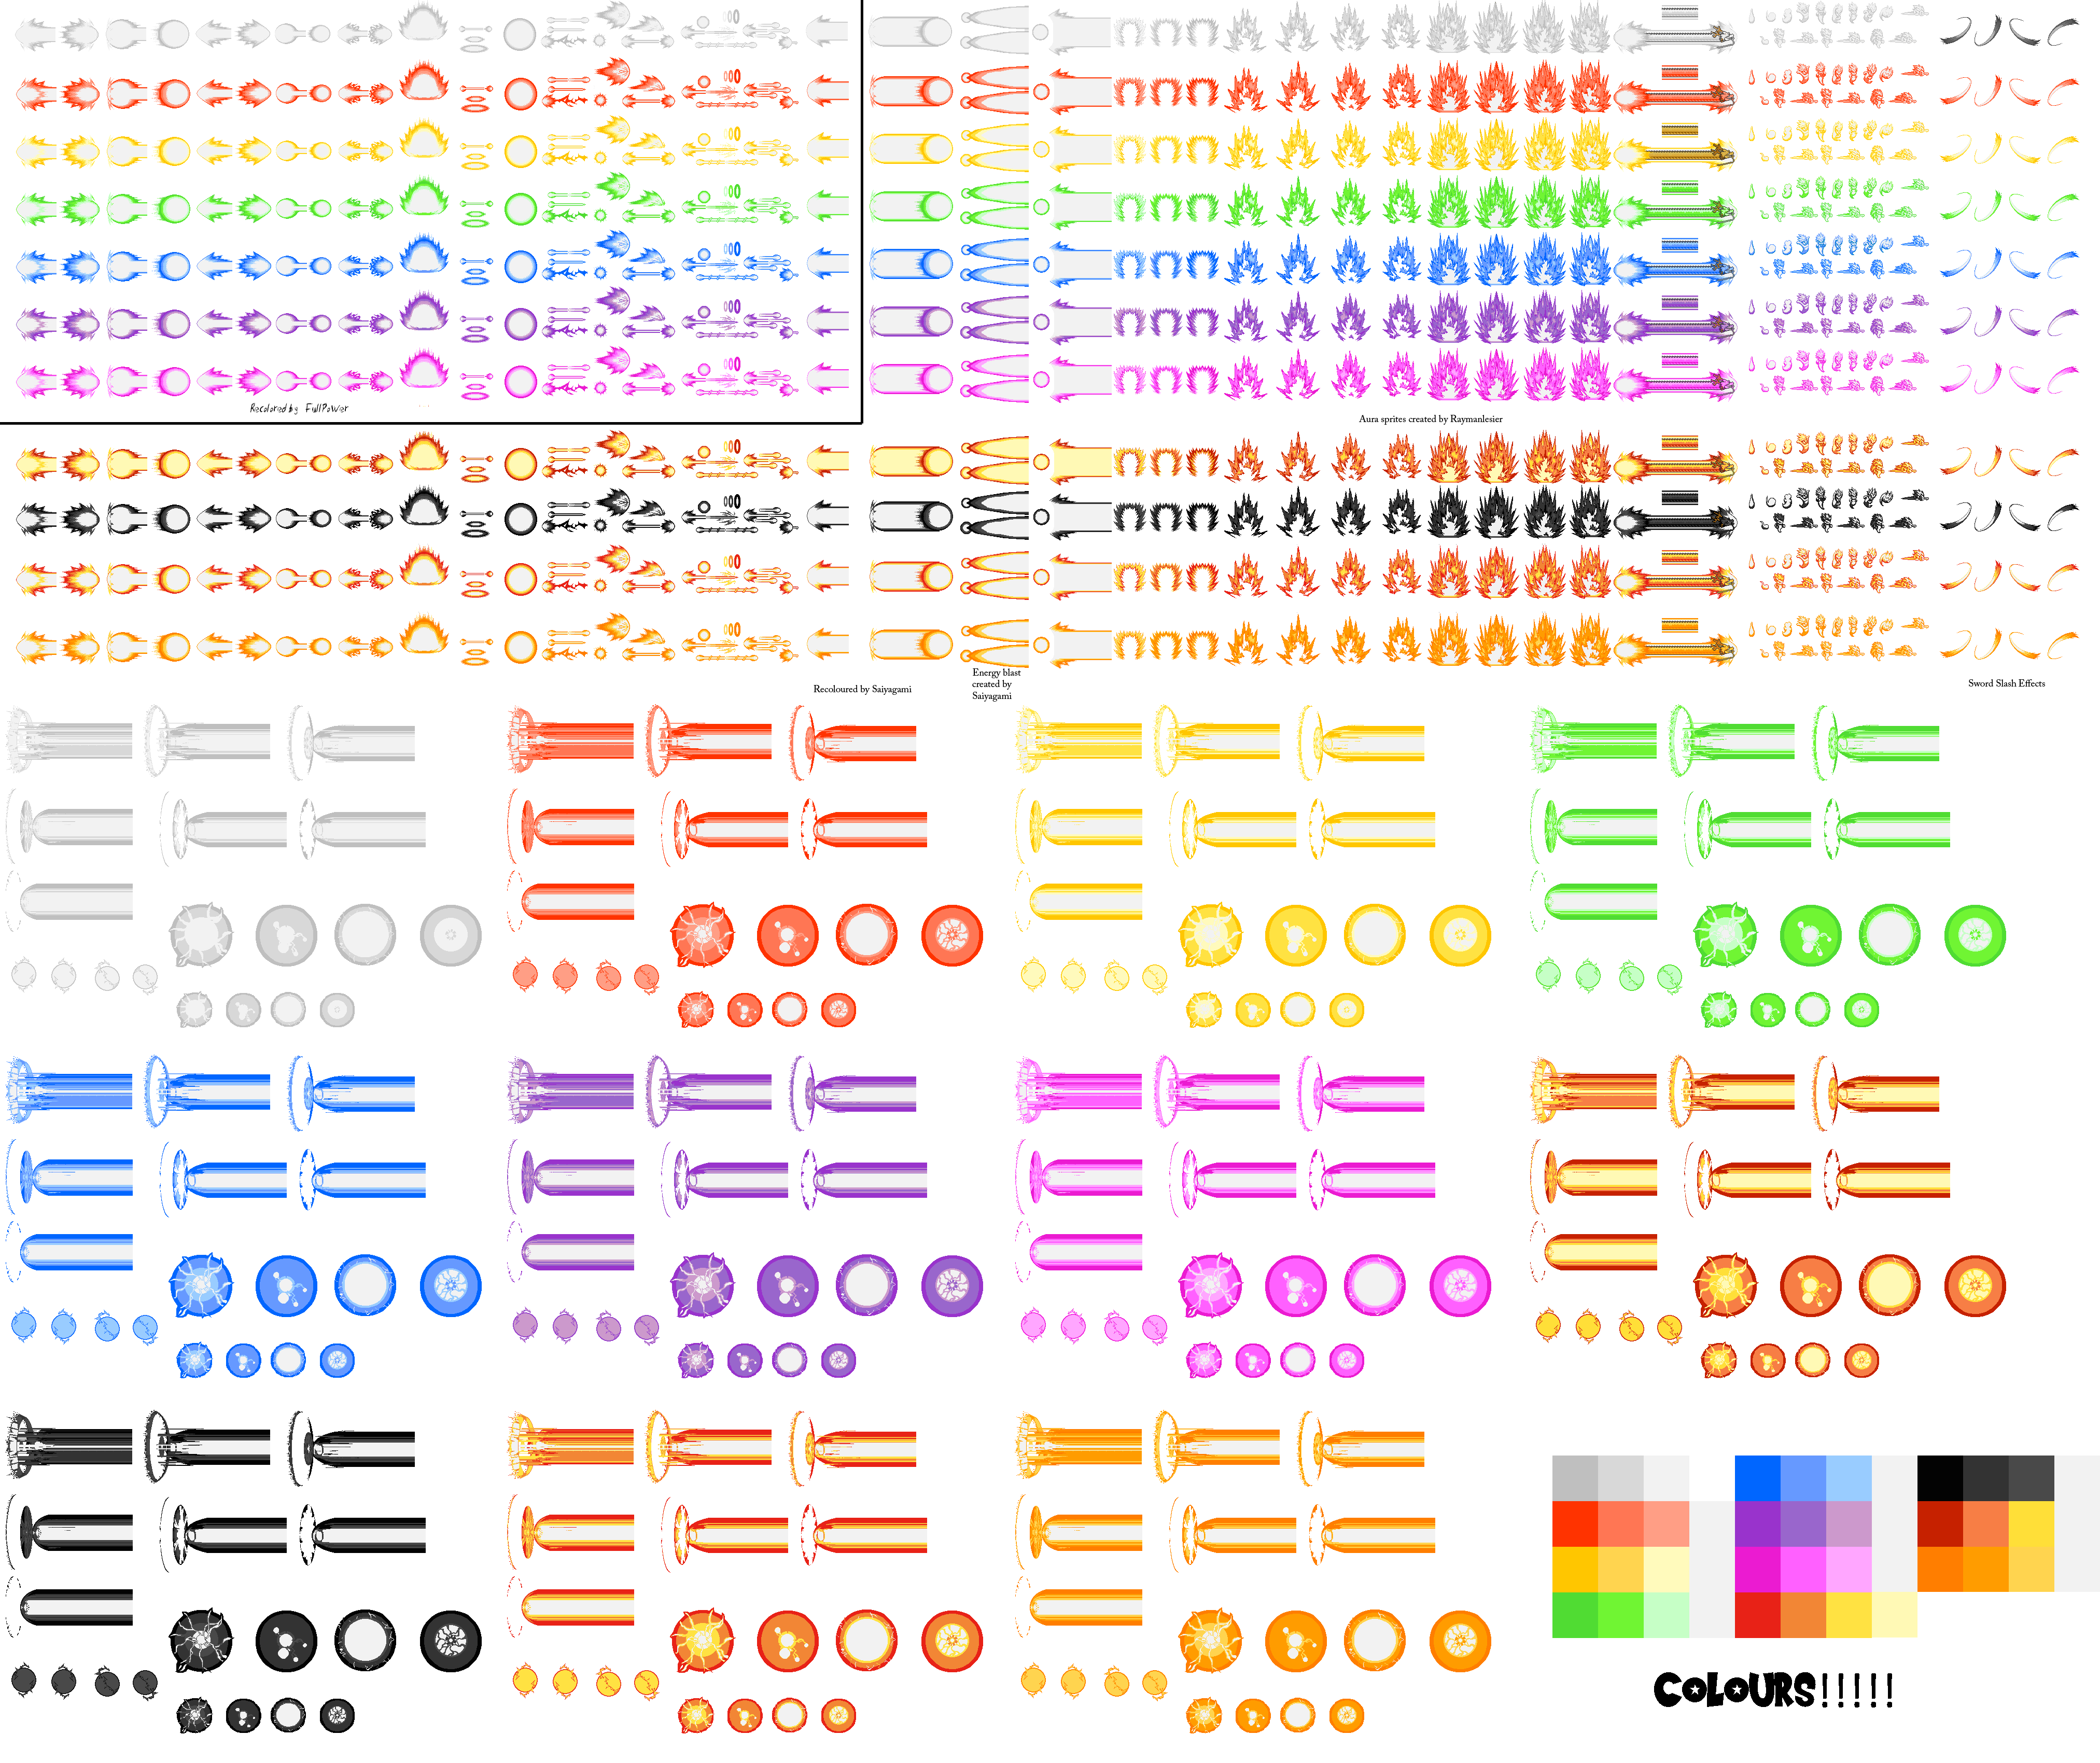 Recolored by FullPower
Aura sprites created by Raymanlesier
Energy blast
created by
Saiyagami
Recoloured by Saiyagami
Sword Slash Effects
COLOURS!!!!!